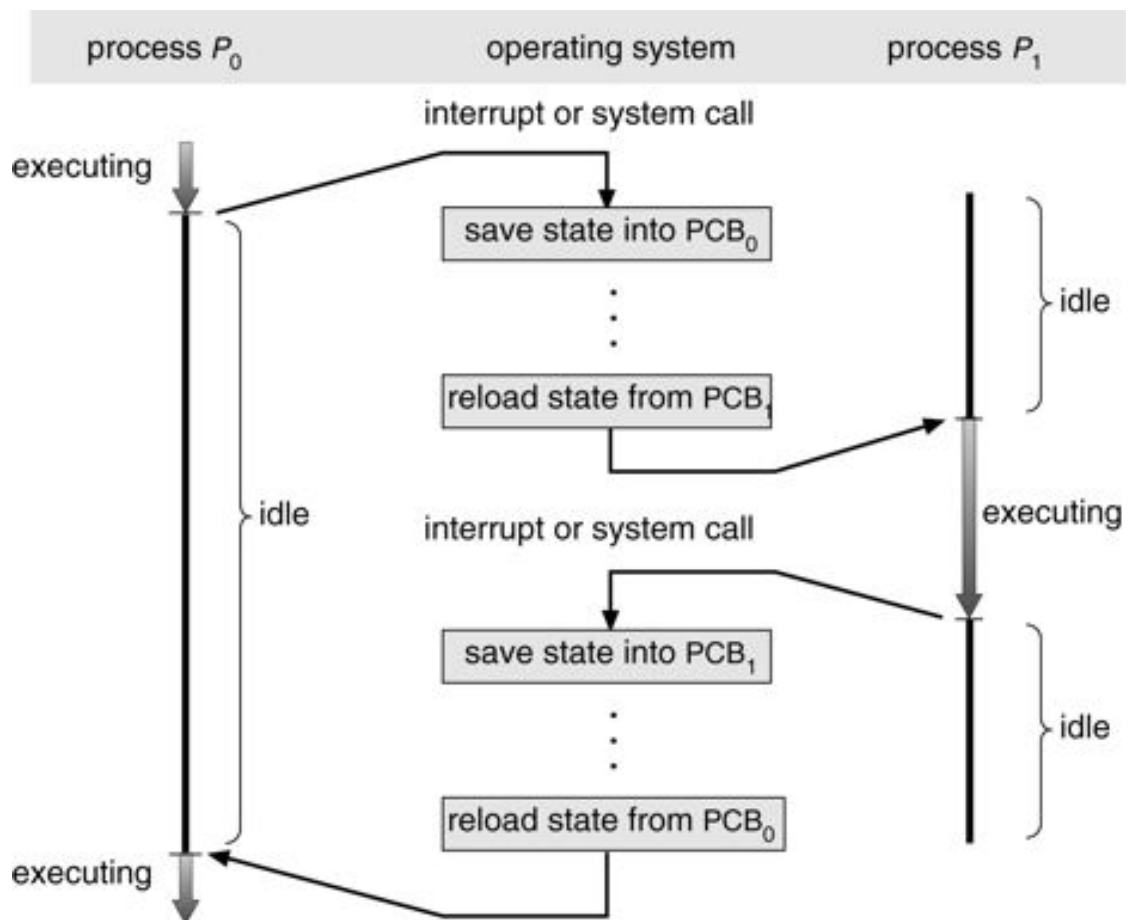 process P₀ operating system process P₁
interrupt or system call
executing
save state into PCB₀
idle
reload state from PCB₁
idle
interrupt or system call
executing
save state into PCB₁
idle
reload state from PCB₀
executing